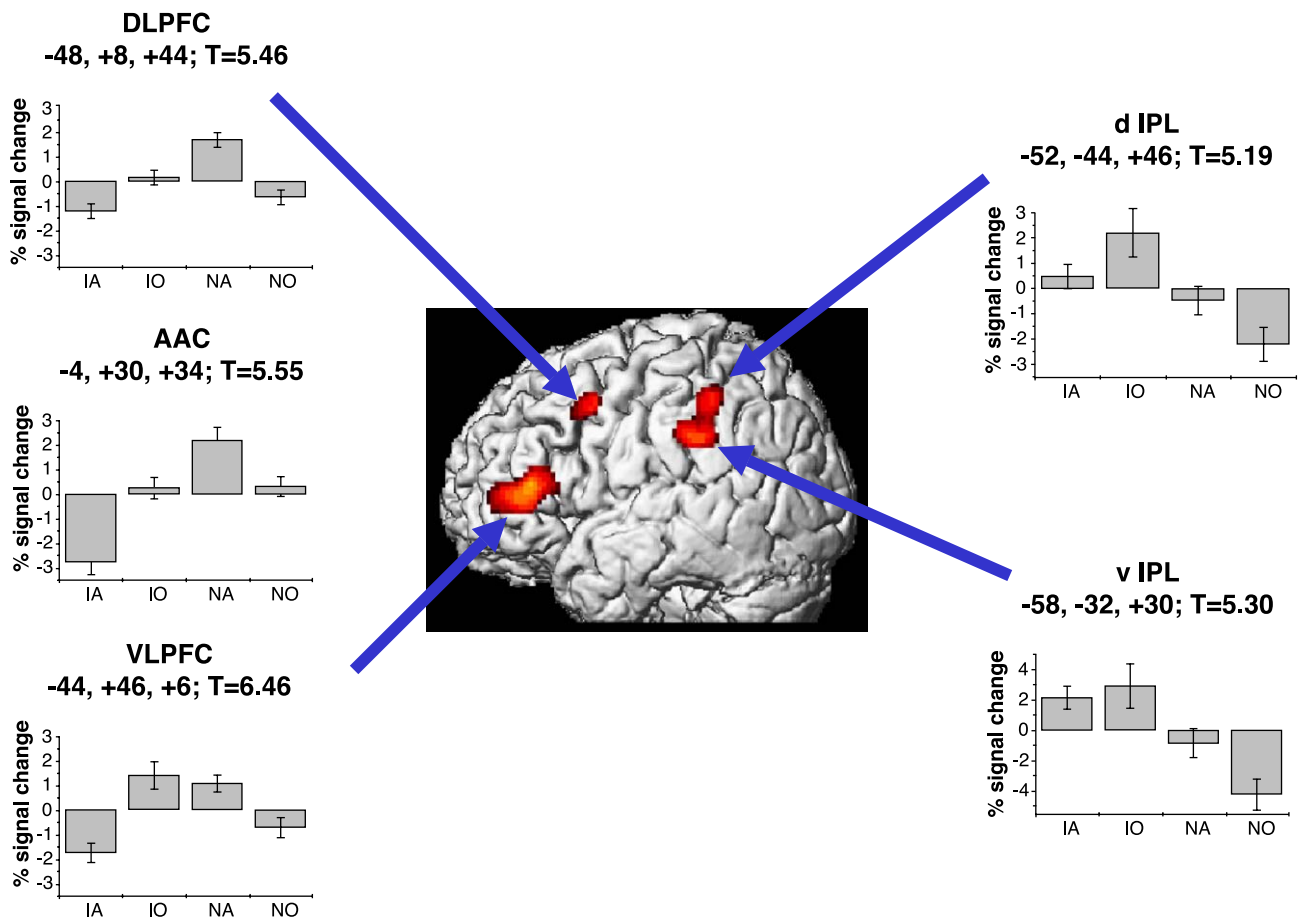 DLPFC
-48, +8, +44; T=5.46
% signal change
3
2
1
0
-1
-2
-3
IA IO NA NO
AAC
-4, +30, +34; T=5.55
% signal change
3
2
1
0
-1
-2
-3
IA IO NA NO
VLPFC
-44, +46, +6; T=6.46
% signal change
3
2
1
0
-1
-2
-3
IA IO NA NO
d IPL
-52, -44, +46; T=5.19
% signal change
3
2
1
0
-1
-2
-3
IA IO NA NO
v IPL
-58, -32, +30; T=5.30
% signal change
4
2
0
-2
-4
IA IO NA NO